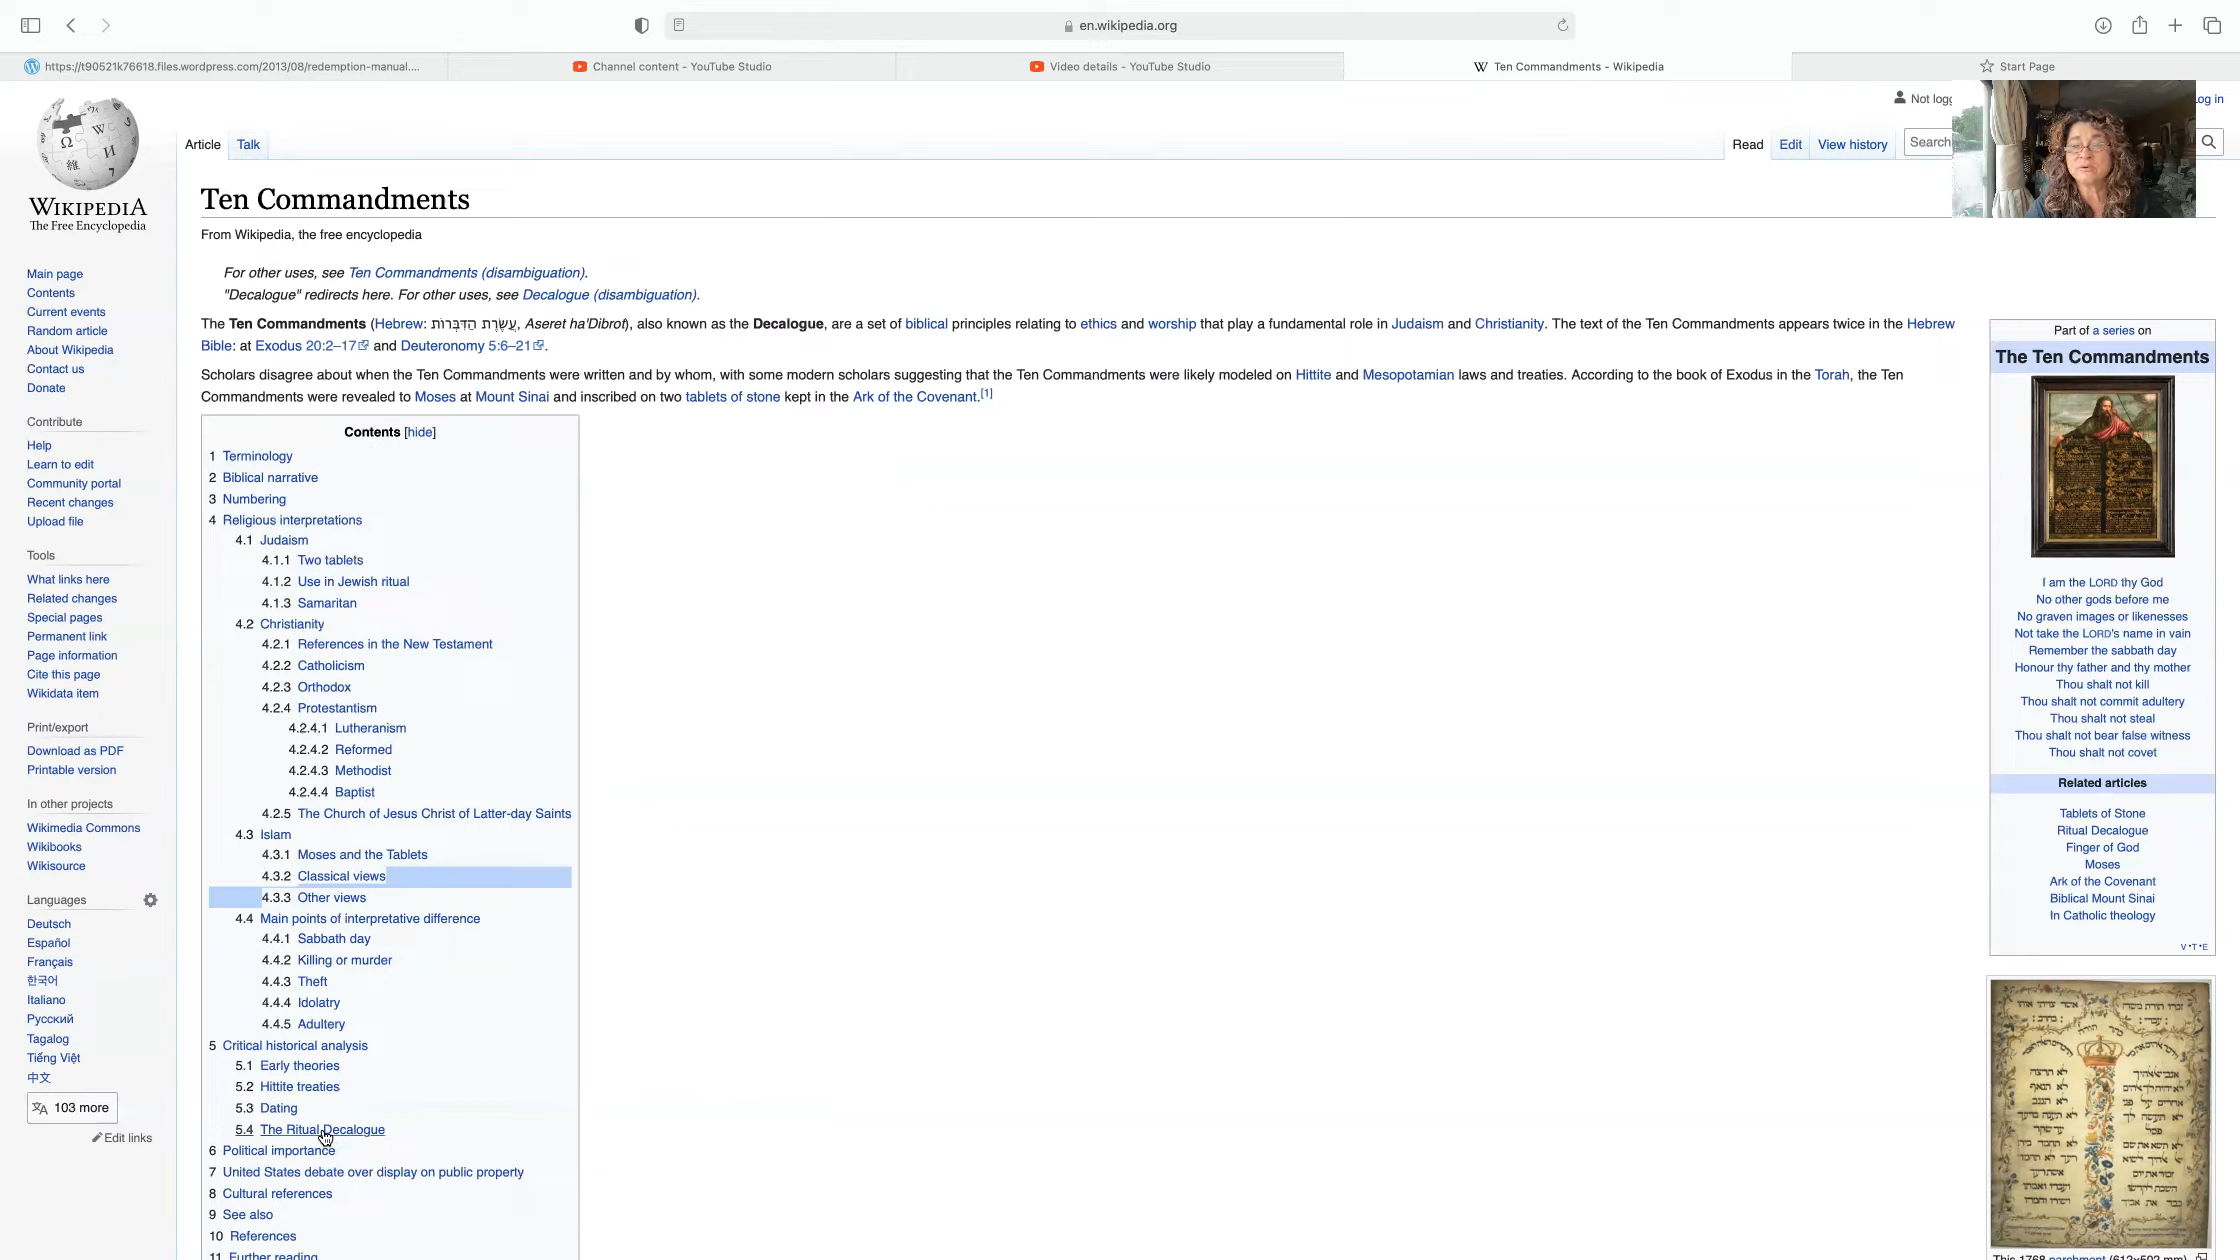 en.wikipedia.org
https://t90521k76618.files.wordpress.com/2013/08/redemption-manual....
Channel content - YouTube Studio
Video details - YouTube Studio
Ten Commandments - Wikipedia
Start Page
Not logg
og in
Article
Talk
Read
Edit
View history
Search
WIKIPEDIA
The Free Encyclopedia
Main page
Contents
Current events
Random article
About Wikipedia
Contact us
Donate
Contribute
Help
Learn to edit
Community portal
Recent changes
Upload file
Tools
What links here
Related changes
Special pages
Permanent link
Page information
Cite this page
Wikidata item
Print/export
Download as PDF
Printable version
In other projects
Wikimedia Commons
Wikibooks
Wikisource
Languages
Deutsch
Español
Français
한국어
Italiano
Русский
Tagalog
Tiếng Việt
中文
103 more
Edit links
Ten Commandments
From Wikipedia, the free encyclopedia
For other uses, see Ten Commandments (disambiguation).
"Decalogue" redirects here. For other uses, see Decalogue (disambiguation).
The Ten Commandments (Hebrew: עֲשֶׂרֶת הַדִּבְּרוֹת, Aseret ha'Dibrot), also known as the Decalogue, are a set of biblical principles relating to ethics and worship that play a fundamental role in Judaism and Christianity. The text of the Ten Commandments appears twice in the Hebrew
Bible: at Exodus 20:2–17 and Deuteronomy 5:6–21.
Scholars disagree about when the Ten Commandments were written and by whom, with some modern scholars suggesting that the Ten Commandments were likely modeled on Hittite and Mesopotamian laws and treaties. According to the book of Exodus in the Torah, the Ten
Commandments were revealed to Moses at Mount Sinai and inscribed on two tablets of stone kept in the Ark of the Covenant.[1]
Contents [hide]
1 Terminology
2 Biblical narrative
3 Numbering
4 Religious interpretations
4.1 Judaism
4.1.1 Two tablets
4.1.2 Use in Jewish ritual
4.1.3 Samaritan
4.2 Christianity
4.2.1 References in the New Testament
4.2.2 Catholicism
4.2.3 Orthodox
4.2.4 Protestantism
4.2.4.1 Lutheranism
4.2.4.2 Reformed
4.2.4.3 Methodist
4.2.4.4 Baptist
4.2.5 The Church of Jesus Christ of Latter-day Saints
4.3 Islam
4.3.1 Moses and the Tablets
4.3.2 Classical views
4.3.3 Other views
4.4 Main points of interpretative difference
4.4.1 Sabbath day
4.4.2 Killing or murder
4.4.3 Theft
4.4.4 Idolatry
4.4.5 Adultery
5 Critical historical analysis
5.1 Early theories
5.2 Hittite treaties
5.3 Dating
5.4 The Ritual Decalogue
6 Political importance
7 United States debate over display on public property
8 Cultural references
9 See also
10 References
11 Further reading
Part of a series on
The Ten Commandments
I am the LORD thy God
No other gods before me
No graven images or likenesses
Not take the LORD's name in vain
Remember the sabbath day
Honour thy father and thy mother
Thou shalt not kill
Thou shalt not commit adultery
Thou shalt not steal
Thou shalt not bear false witness
Thou shalt not covet
Related articles
Tablets of Stone
Ritual Decalogue
Finger of God
Moses
Ark of the Covenant
Biblical Mount Sinai
In Catholic theology
V•T•E
This 1768 parchment (612x502 mm)